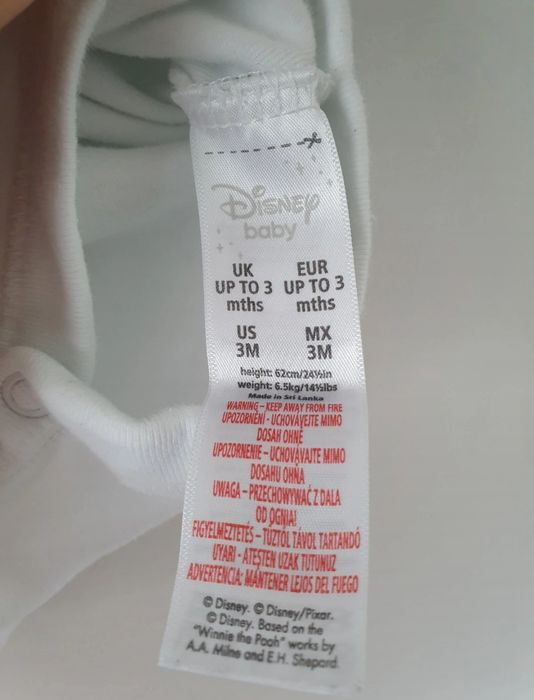 Disney
baby
UK EUR
UP TO 3 UP TO 3
mths mths
US MX
3M 3M
height: 62cm/24½in
weight: 6.5kg/14½lbs
Made in Sri Lanka
WARNING – KEEP AWAY FROM FIRE
UPOZORNĚNÍ - UCHOVÁVEJTE MIMO
DOSAH OHNĚ
UPOZORNENIE – UCHOVÁVAJTE MIMO
DOSAHU OHŇA
UWAGA – PRZECHOWYWAĆ Z DALA
OD OGNIA!
FIGYELMEZTETÉS – TŰZTŐL TÁVOL TARTANDÓ
UYARI - ATEŞTEN UZAK TUTUNUZ
ADVERTENCIA: MANTENER LEJOS DEL FUEGO
© Disney. © Disney/Pixar.
© Disney. Based on the
"Winnie the Pooh" works by
A.A. Milne and E.H. Shepard.